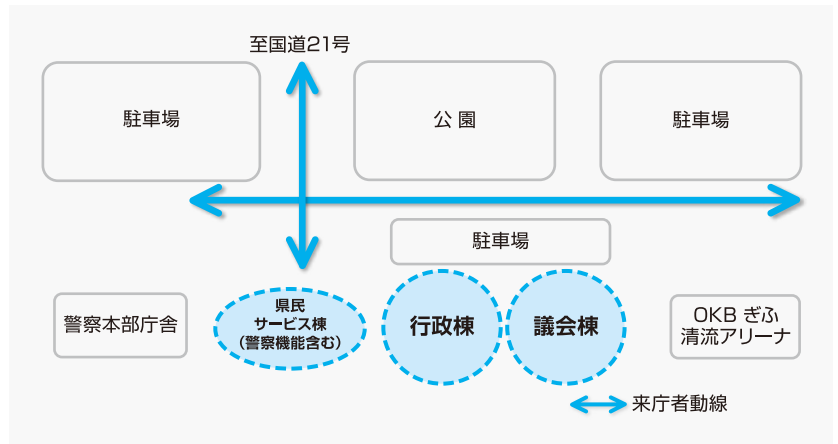 至国道21号
駐車場
公園
駐車場
駐車場
警察本部庁舎
県民
サービス棟
(警察機能含む)
行政棟
議会棟
OKB ぎふ
清流アリーナ
来庁者動線